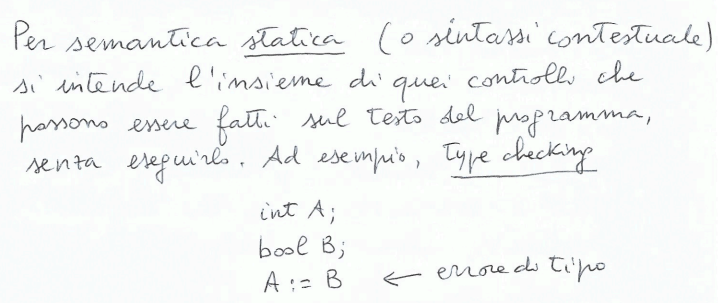 Per semantica statica (o sintassi contestuale)
si intende l'insieme di quei controlli che
possono essere fatti sul testo del programma,
senza eseguirlo. Ad esempio, type checking
int A;
bool B;
A := B ← errore di tipo